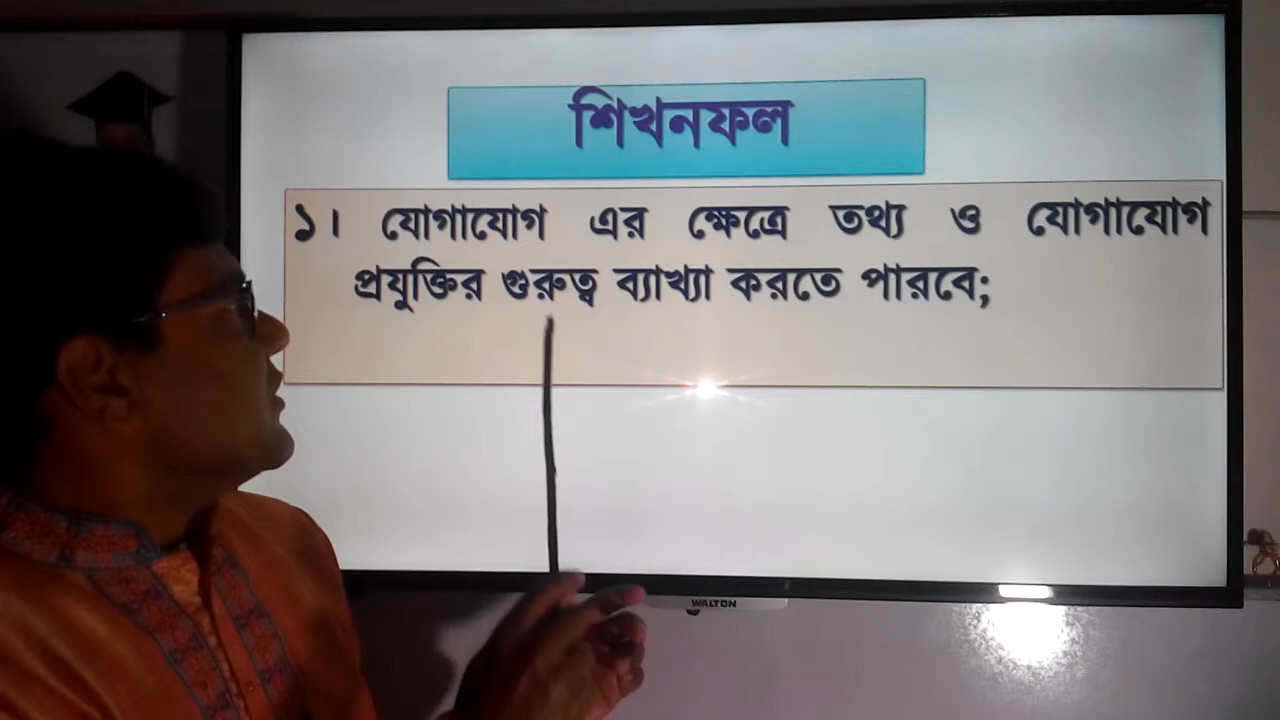 শিখনফল
১। যোগাযোগ এর ক্ষেত্রে তথ্য ও যোগাযোগ
প্রযুক্তির গুরুত্ব ব্যাখ্যা করতে পারবে;
WALTON